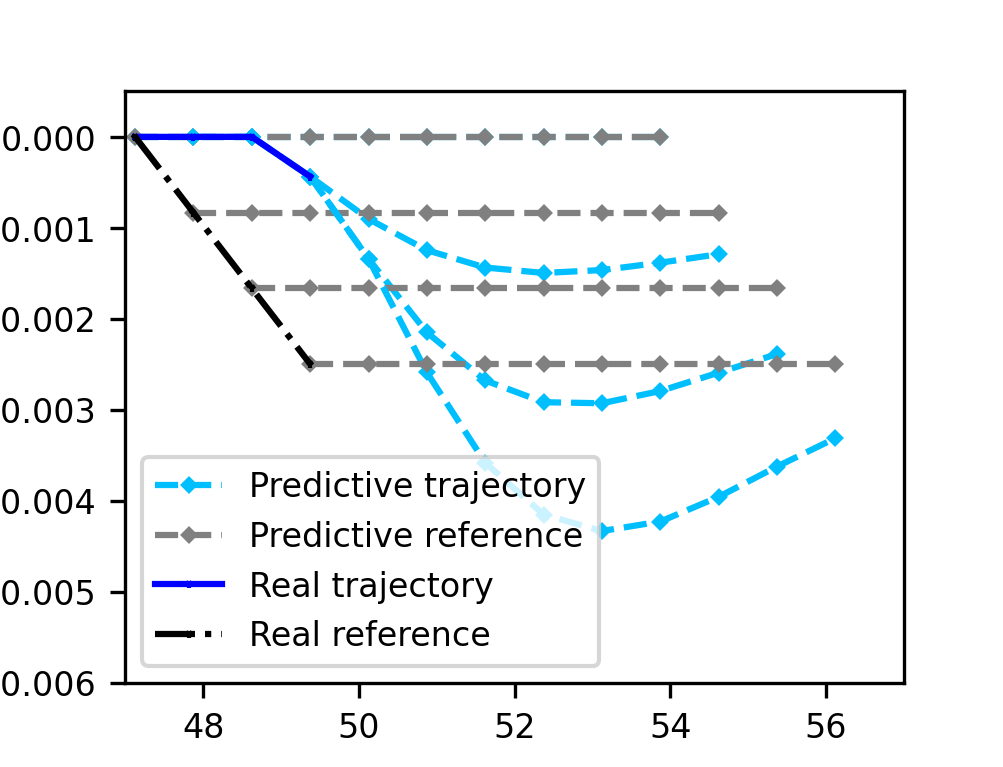 0.000
0.001
0.002
0.003
0.004
0.005
0.006
Predictive trajectory
Predictive reference
Real trajectory
Real reference
48 50 52 54 56